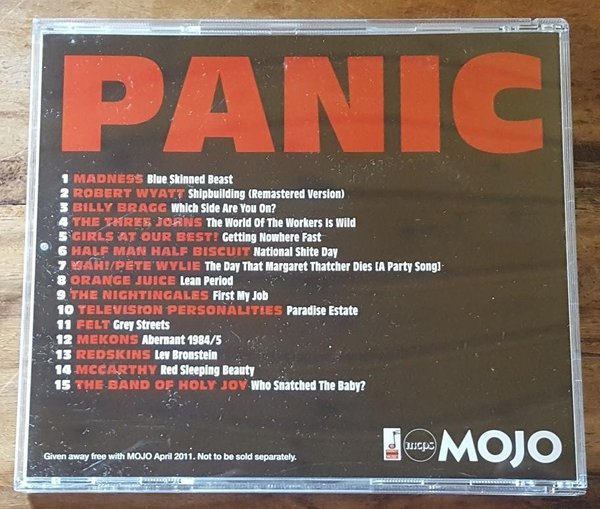 PANIC
1 MADNESS Blue Skinned Beast
2 ROBERT WYATT Shipbuilding (Remastered Version)
3 BILLY BRAGG Which Side Are You On?
4 THE THREE JOHNS The World Of The Workers Is Wild
5 GIRLS AT OUR BEST! Getting Nowhere Fast
6 HALF MAN HALF BISCUIT National Shite Day
7 WAH!/PETE WYLIE The Day That Margaret Thatcher Dies [A Party Song]
8 ORANGE JUICE Lean Period
9 THE NIGHTINGALES First My Job
10 TELEVISION PERSONALITIES Paradise Estate
11 FELT Grey Streets
12 MEKONS Abernant 1984/5
13 REDSKINS Lev Bronstein
14 MCCARTHY Red Sleeping Beauty
15 THE BAND OF HOLY JOY Who Snatched The Baby?
Given away free with MOJO April 2011. Not to be sold separately.
mcps MOJO